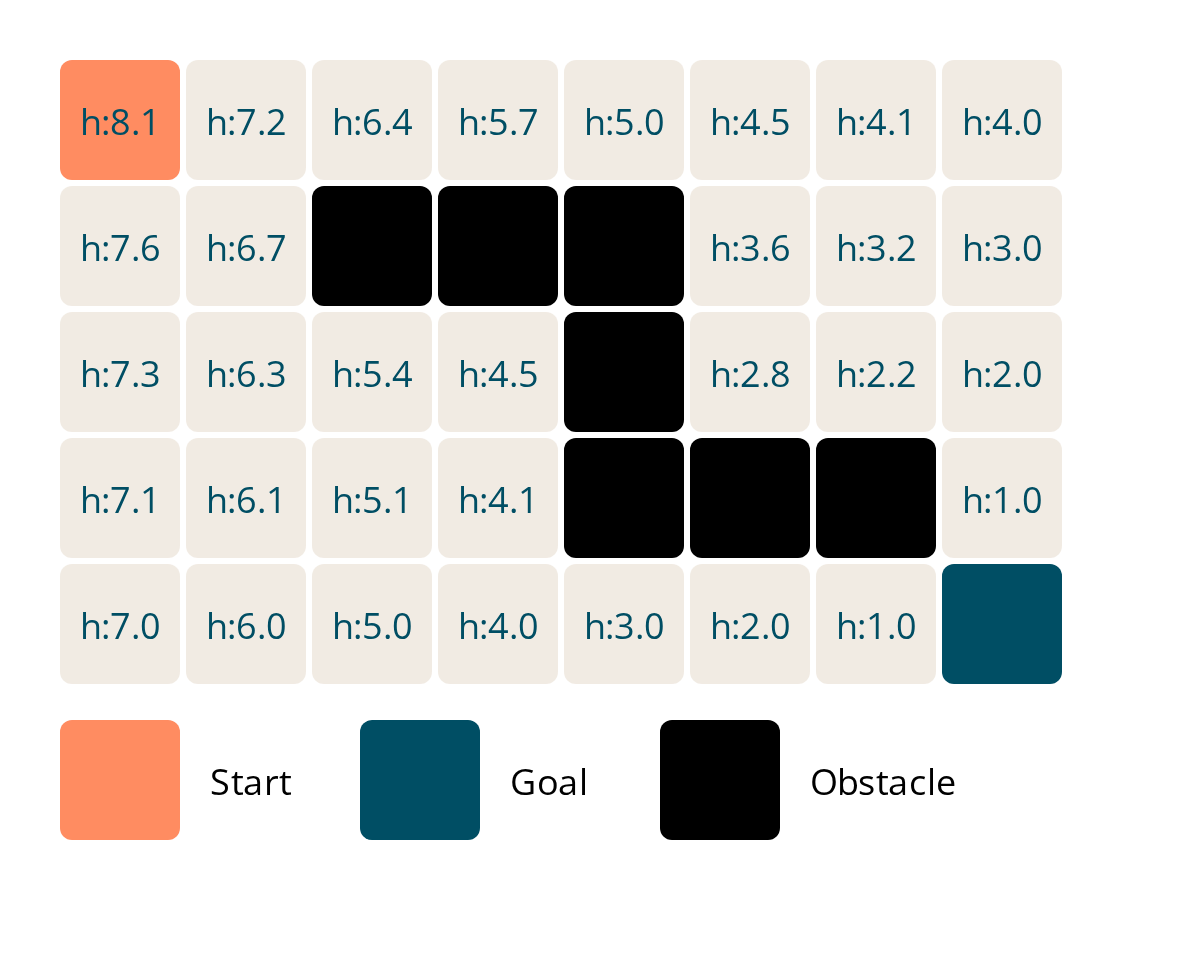 h:8.1 h:7.2 h:6.4 h:5.7 h:5.0 h:4.5 h:4.1 h:4.0
h:7.6 h:6.7 h:3.6 h:3.2 h:3.0
h:7.3 h:6.3 h:5.4 h:4.5 h:2.8 h:2.2 h:2.0
h:7.1 h:6.1 h:5.1 h:4.1 h:1.0
h:7.0 h:6.0 h:5.0 h:4.0 h:3.0 h:2.0 h:1.0
Start Goal Obstacle